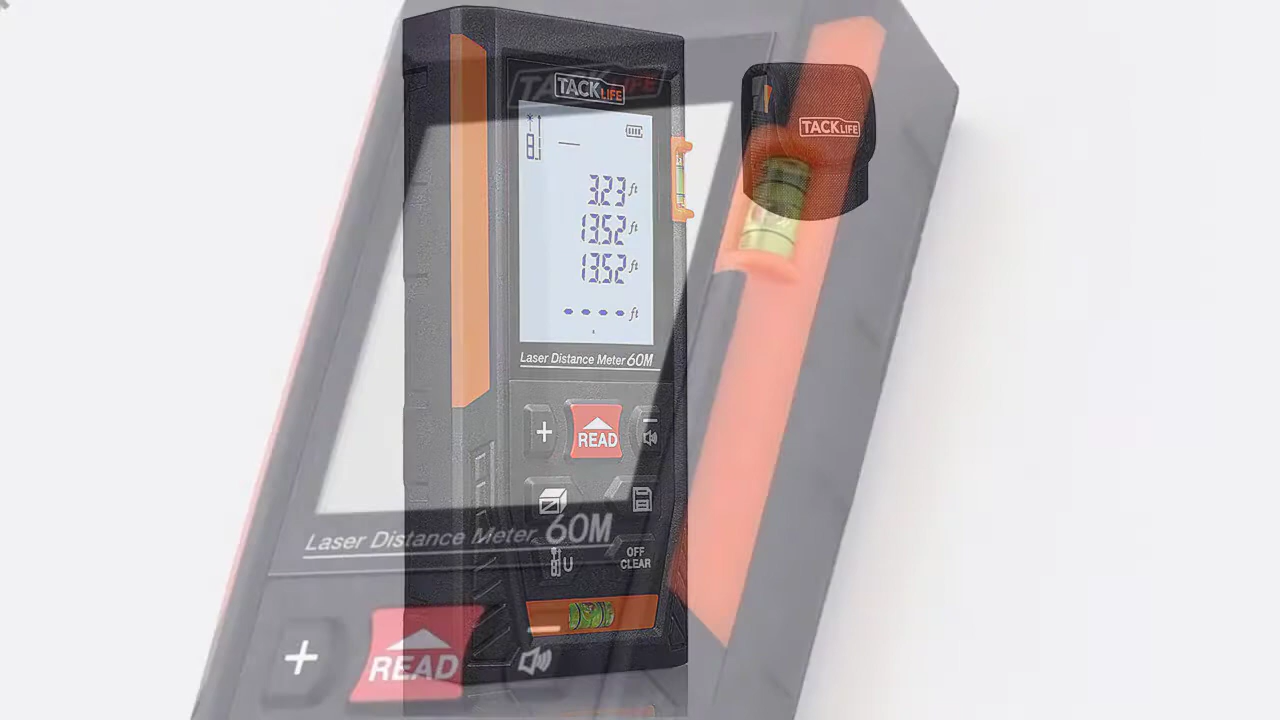 TACKLIFE
TACKLIFE
TACKLIFE
3.23 ft
13.52 ft
13.52 ft
- - - - ft
Laser Distance Meter 60M
+
READ
−
Laser Distance Meter 60M
U
OFF
CLEAR
+
READ